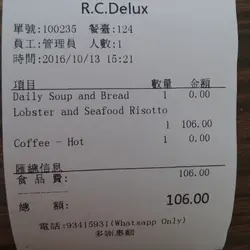 R.C.Delux
單號:100235 餐臺:124
員工:管理員 人數:1
時間:2016/10/13 15:21
項目 數量 金額
Daily Soup and Bread 1 0.00
Lobster and Seafood Risotto
1 106.00
Coffee - Hot 1 0.00
匯總信息
食品費: 106.00
總額: 106.00
電話:93415931(Whatsapp Only)
多謝惠顧